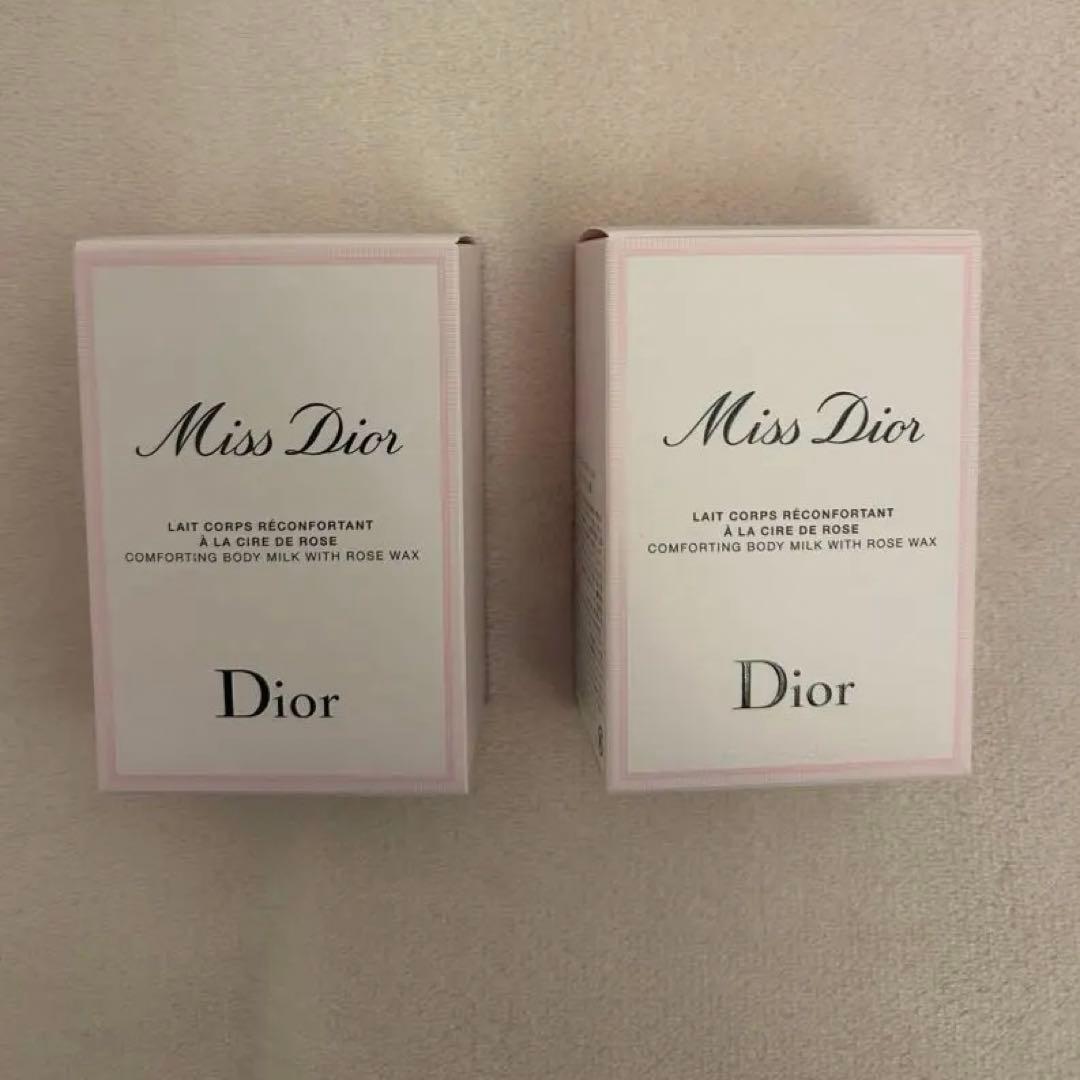 Miss Dior
LAIT CORPS RÉCONFORTANT
À LA CIRE DE ROSE
COMFORTING BODY MILK WITH ROSE WAX
Dior
Miss Dior
LAIT CORPS RÉCONFORTANT
À LA CIRE DE ROSE
COMFORTING BODY MILK WITH ROSE WAX
Dior